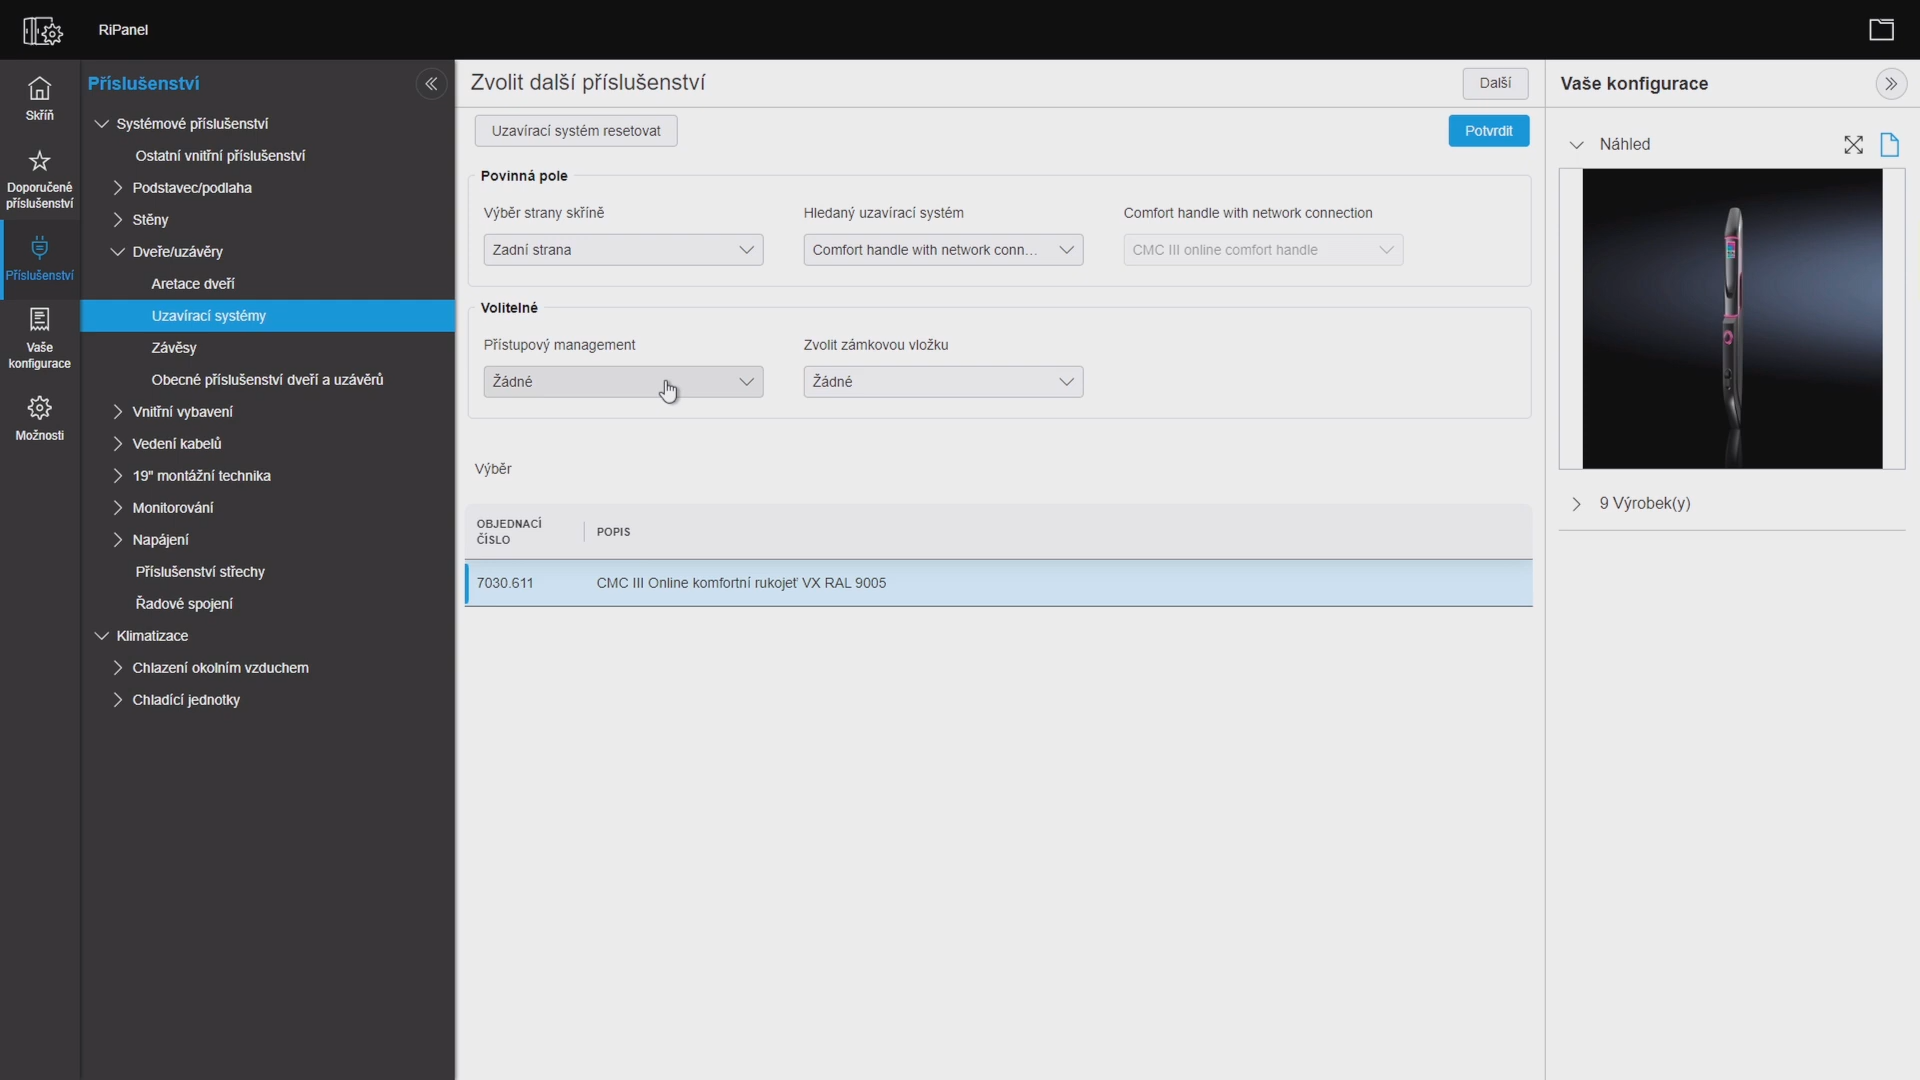 RiPanel
Skříň
Doporučené
příslušenství
Příslušenství
Vaše
konfigurace
Možnosti
Příslušenství
Systémové příslušenství
Ostatní vnitřní příslušenství
Podstavec/podlaha
Stěny
Dveře/uzávěry
Aretace dveří
Uzavírací systémy
Závěsy
Obecné příslušenství dveří a uzávěrů
Vnitřní vybavení
Vedení kabelů
19" montážní technika
Monitorování
Napájení
Příslušenství střechy
Řadové spojení
Klimatizace
Chlazení okolním vzduchem
Chladící jednotky
Zvolit další příslušenství
Další
Uzavírací systém resetovat
Potvrdit
Povinná pole
Výběr strany skříně
Hledaný uzavírací systém
Comfort handle with network connection
Zadní strana
Comfort handle with network conn...
CMC III online comfort handle
Volitelné
Přístupový management
Zvolit zámkovou vložku
Žádné
Žádné
Výběr
OBJEDNACÍ
ČÍSLO
POPIS
7030.611
CMC III Online komfortní rukojeť VX RAL 9005
Vaše konfigurace
Náhled
9 Výrobek(y)